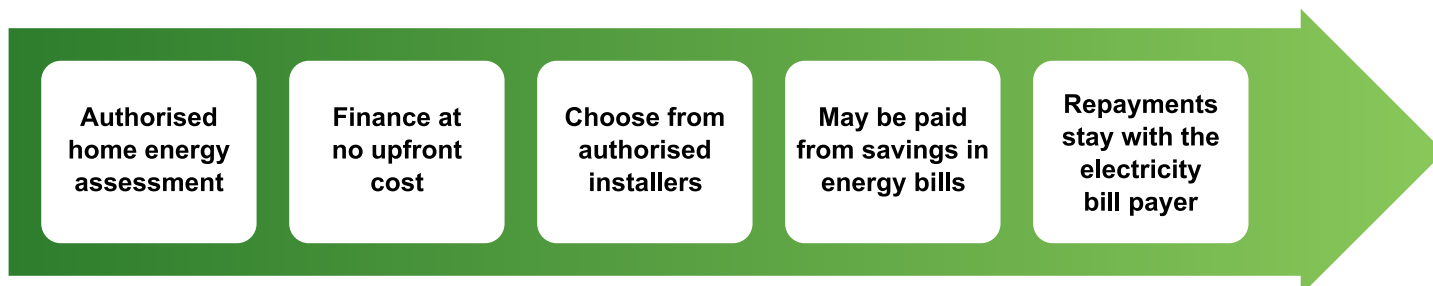 Authorised
home energy
assessment
Finance at
no upfront
cost
Choose from
authorised
installers
May be paid
from savings in
energy bills
Repayments
stay with the
electricity
bill payer